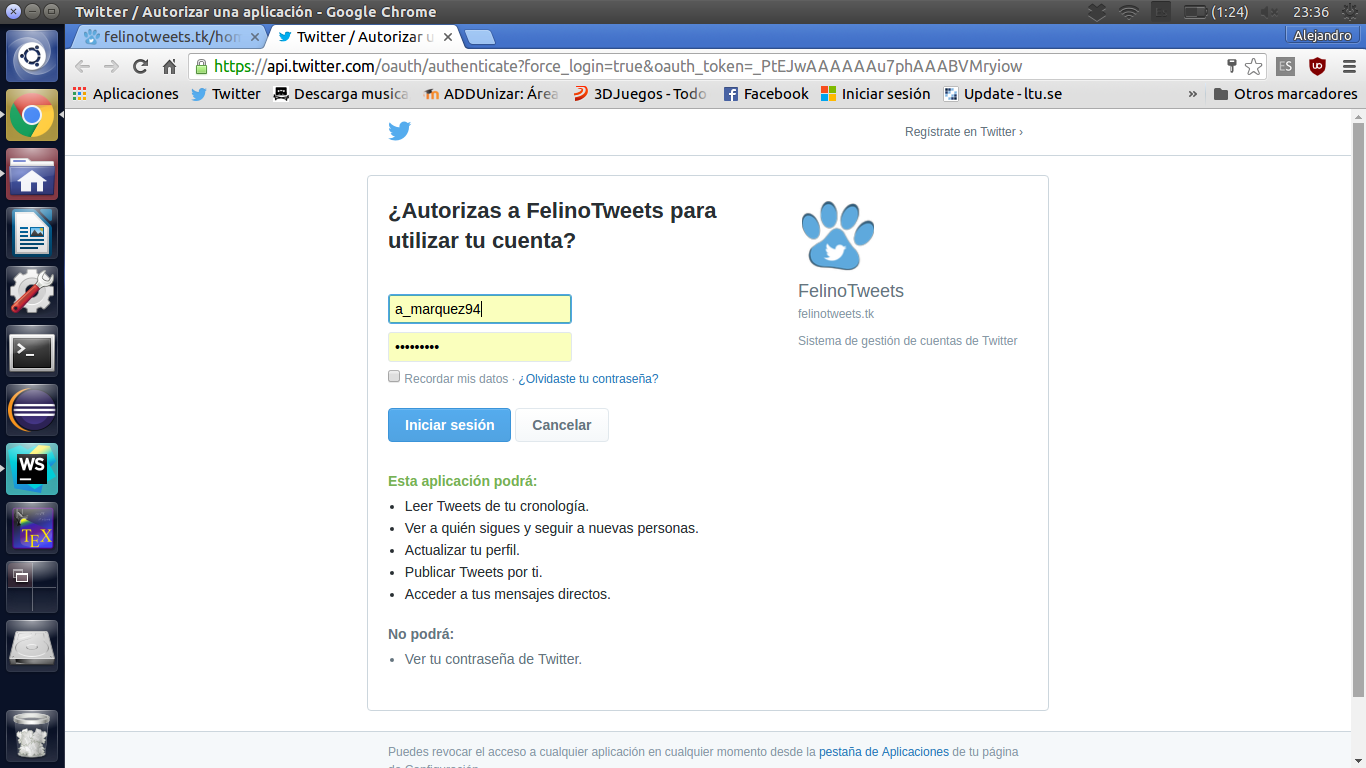 Twitter / Autorizar una aplicación - Google Chrome
(1:24)
23:36
felinotweets.tk/hom
Twitter / Autorizar u
Alejandro
https://api.twitter.com/oauth/authenticate?force_login=true&oauth_token=_PtEJwAAAAAAu7phAAABVMryiow
ES
Aplicaciones
Twitter
Descarga musica
ADDUnizar: Área
3DJuegos - Todo
Facebook
Iniciar sesión
Update - ltu.se
»
Otros marcadores
Regístrate en Twitter ›
¿Autorizas a FelinoTweets para
utilizar tu cuenta?
a_marquez94
•••••••••
Recordar mis datos · ¿Olvidaste tu contraseña?
Iniciar sesión
Cancelar
FelinoTweets
felinotweets.tk
Sistema de gestión de cuentas de Twitter
Esta aplicación podrá:
• Leer Tweets de tu cronología.
• Ver a quién sigues y seguir a nuevas personas.
• Actualizar tu perfil.
• Publicar Tweets por ti.
• Acceder a tus mensajes directos.
No podrá:
• Ver tu contraseña de Twitter.
Puedes revocar el acceso a cualquier aplicación en cualquier momento desde la pestaña de Aplicaciones de tu página
de Configuración.
WS
TEX